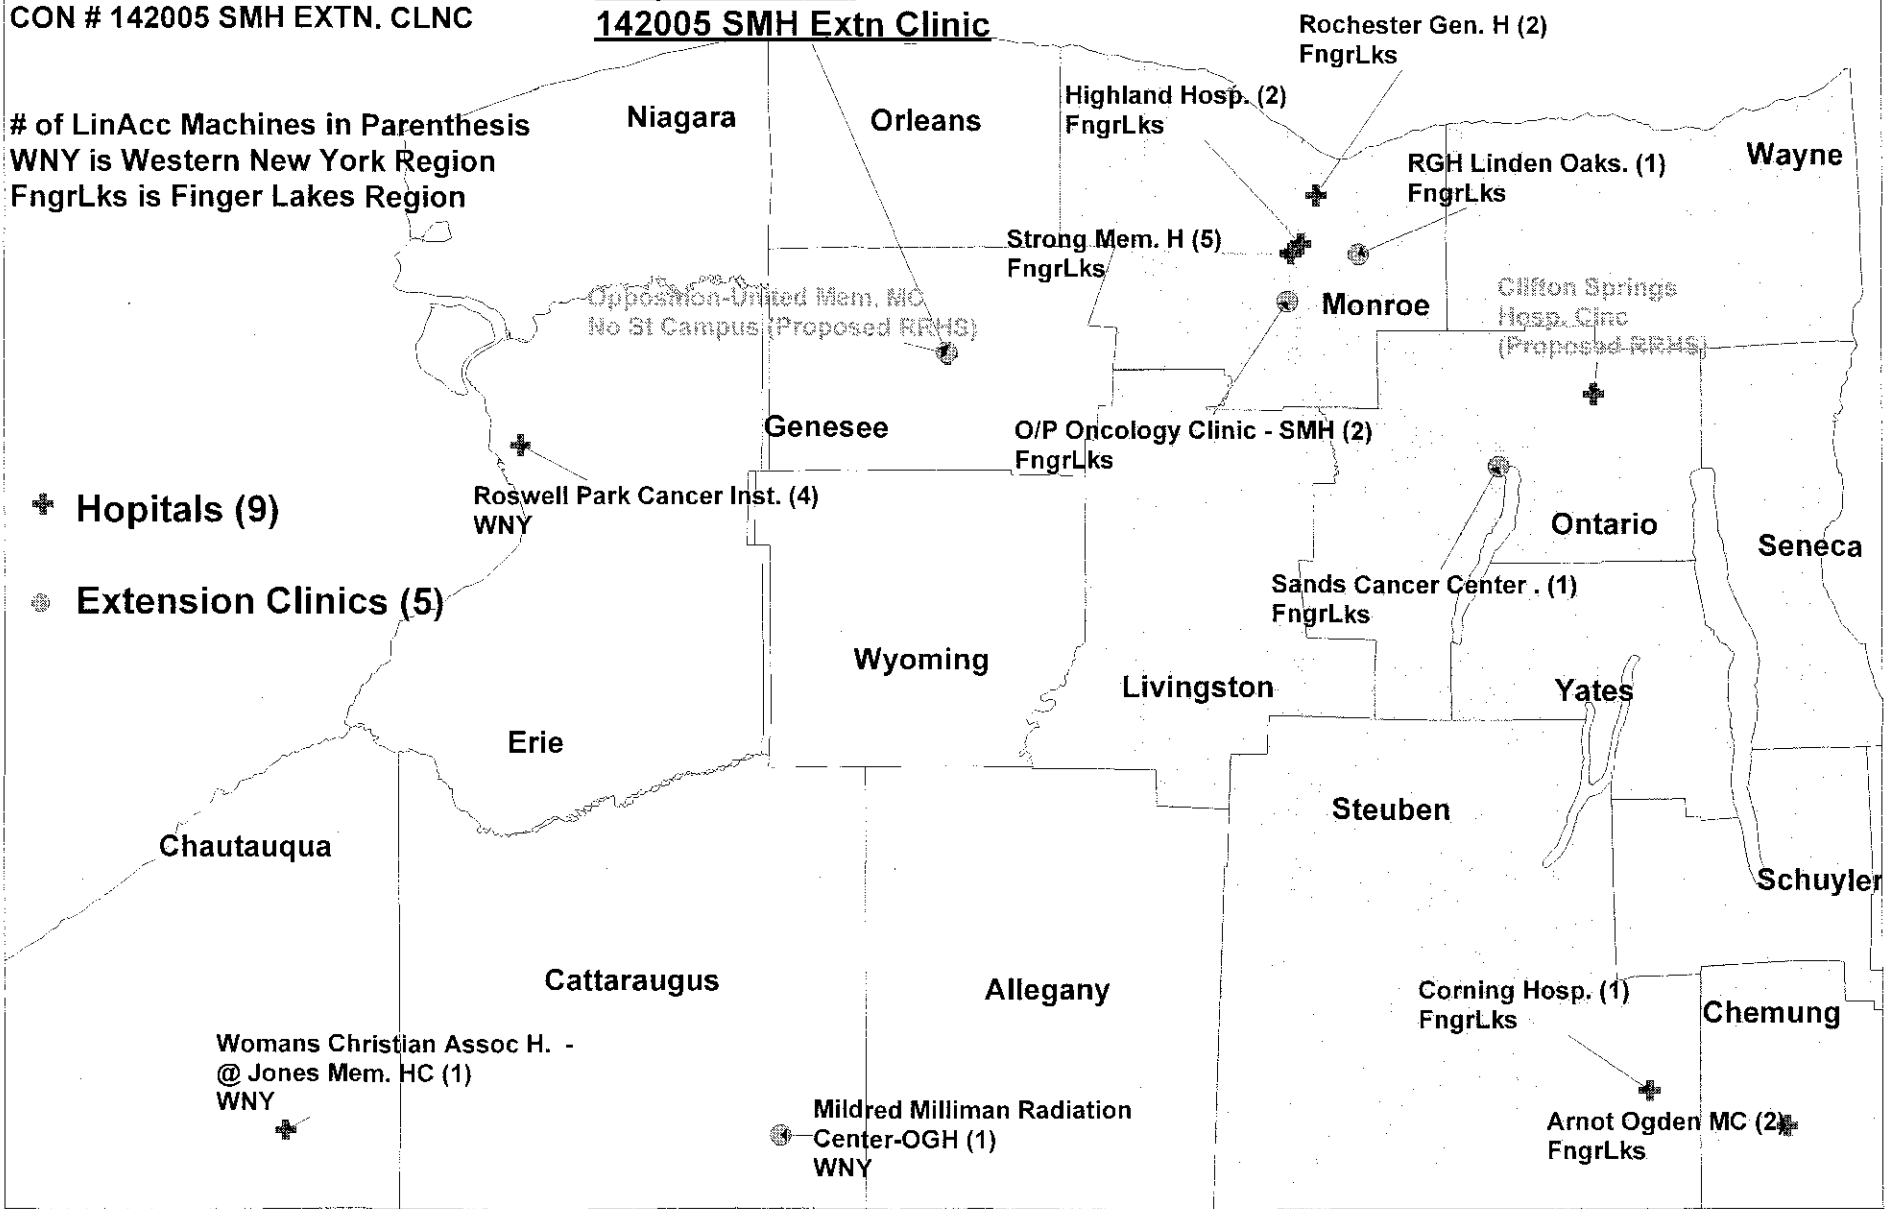 CON # 142005 SMH EXTN. CLNC
142005 SMH Extn Clinic
# of LinAcc Machines in Parenthesis
WNY is Western New York Region
FngrLks is Finger Lakes Region
Niagara
Orleans
Rochester Gen. H (2)
FngrLks
Highland Hosp. (2)
FngrLks
RGH Linden Oaks. (1)
FngrLks
Wayne
Strong Mem. H (5)
FngrLks
Opposition-United Mem. MC
No St Campus (Proposed RRHS)
Monroe
Clifton Springs
Hosp. Clnc
(Proposed RRHS)
Genesee
O/P Oncology Clinic - SMH (2)
FngrLks
Roswell Park Cancer Inst. (4)
WNY
Hopitals (9)
Extension Clinics (5)
Ontario
Seneca
Sands Cancer Center . (1)
FngrLks
Wyoming
Livingston
Yates
Erie
Steuben
Chautauqua
Schuyler
Cattaraugus
Allegany
Corning Hosp. (1)
FngrLks
Chemung
Womans Christian Assoc H. -
@ Jones Mem. HC (1)
WNY
Mildred Milliman Radiation
Center-OGH (1)
WNY
Arnot Ogden MC (2)
FngrLks